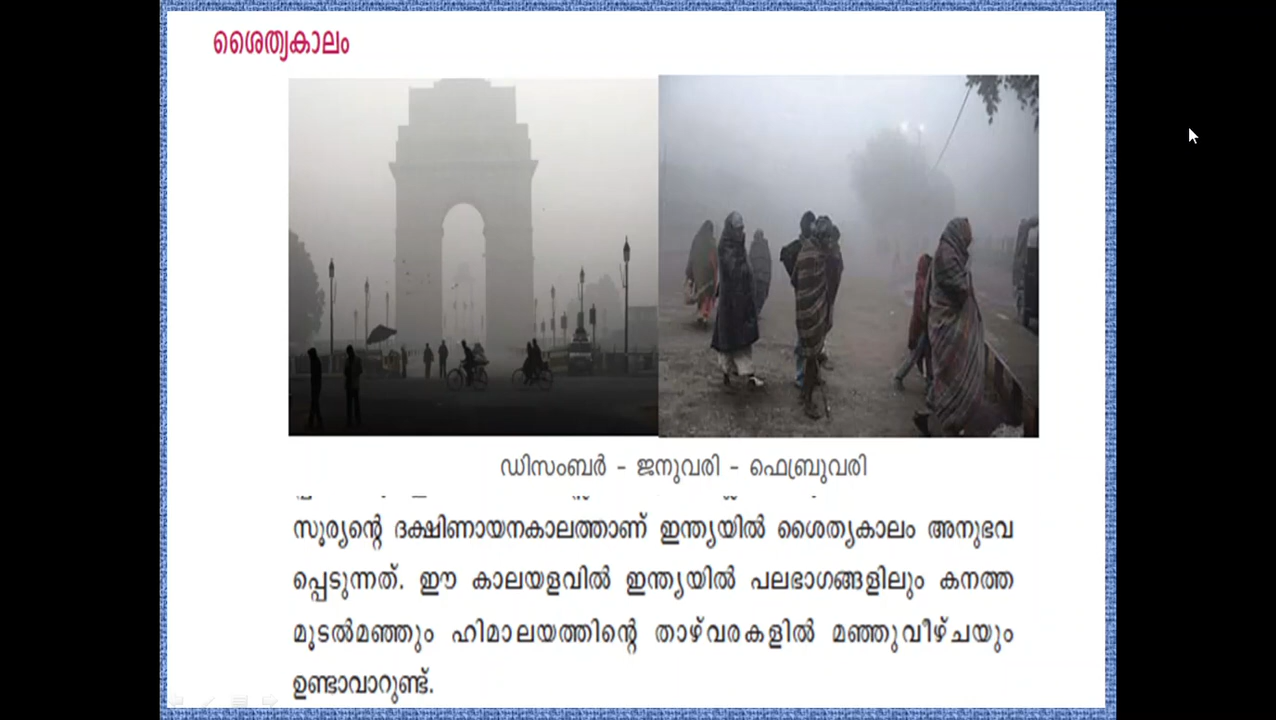 ശൈത്യകാലം
ഡിസംബർ - ജനുവരി - ഫെബ്രുവരി
സൂര്യന്റെ ദക്ഷിണായനകാലത്താണ് ഇന്ത്യയിൽ ശൈത്യകാലം അനുഭവ
പ്പെടുന്നത്. ഈ കാലയളവിൽ ഇന്ത്യയിൽ പലഭാഗങ്ങളിലും കനത്ത
മൂടൽമഞ്ഞും ഹിമാലയത്തിന്റെ താഴ്വരകളിൽ മഞ്ഞുവീഴ്ചയും
ഉണ്ടാവാറുണ്ട്.